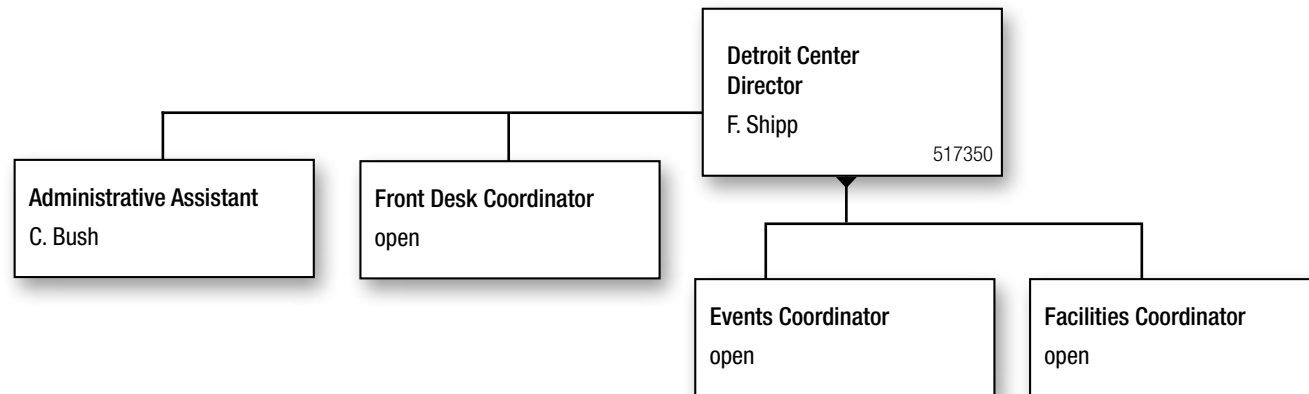 Detroit Center
Director
F. Shipp
517350
Administrative Assistant
C. Bush
Front Desk Coordinator
open
Events Coordinator
open
Facilities Coordinator
open